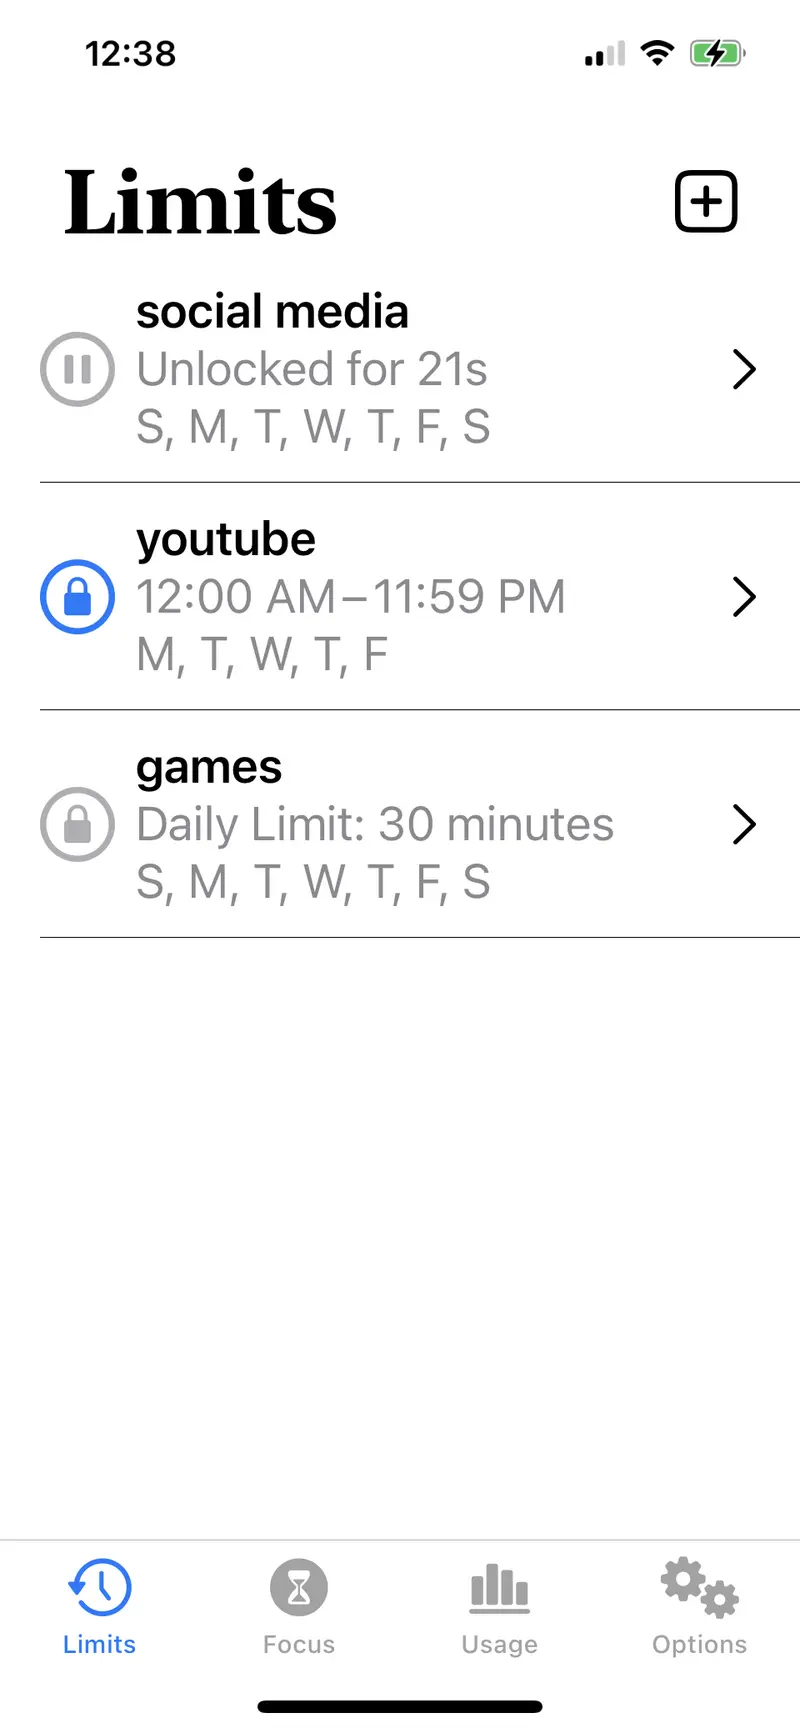 12:38
Limits
social media
Unlocked for 21s
S, M, T, W, T, F, S
youtube
12:00 AM–11:59 PM
M, T, W, T, F
games
Daily Limit: 30 minutes
S, M, T, W, T, F, S
Limits
Focus
Usage
Options